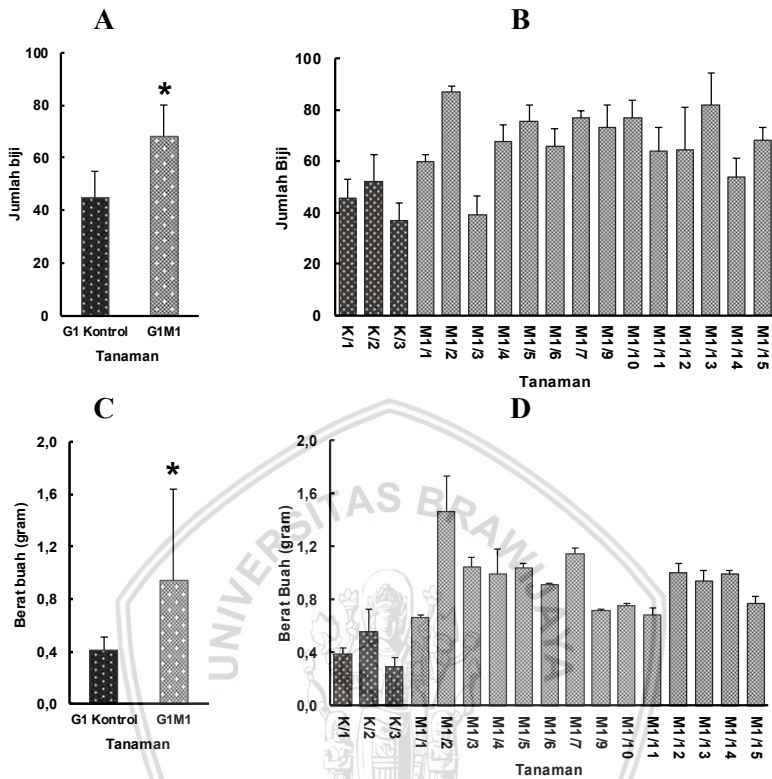 A
Jumlah biji
100
80
60
40
20
0
*
G1 Kontrol G1M1
Tanaman
B
Jumlah Biji
100
80
60
40
20
0
K/1 K/2 K/3 M1/1 M1/2 M1/3 M1/4 M1/5 M1/6 M1/7 M1/9 M1/10 M1/11 M1/12 M1/13 M1/14 M1/15
Tanaman
C
Berat buah (gram)
2,0
1,6
1,2
0,8
0,4
0,0
*
G1 Kontrol G1M1
Tanaman
D
Berat Buah (gram)
2,0
1,6
1,2
0,8
0,4
0,0
K/1 K/2 K/3 M1/1 M1/2 M1/3 M1/4 M1/5 M1/6 M1/7 M1/9 M1/10 M1/11 M1/12 M1/13 M1/14 M1/15
Tanaman
UNIVERSITAS BRAWIJAYA